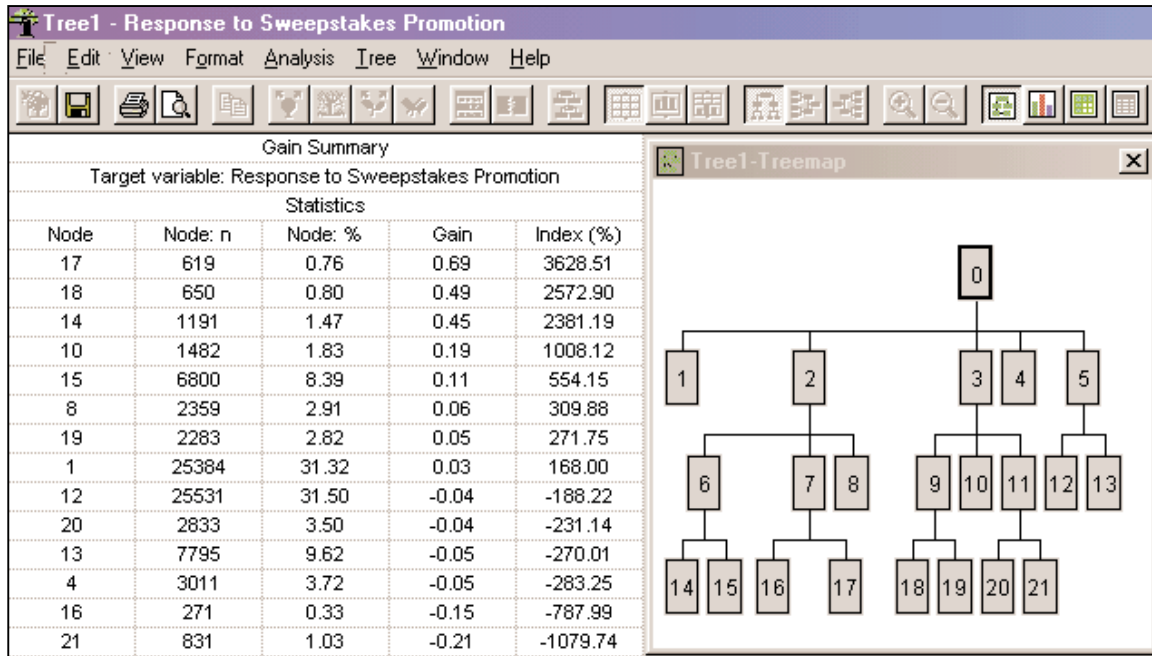 Tree1 - Response to Sweepstakes Promotion
File Edit View Format Analysis Tree Window Help
Gain Summary
Target variable: Response to Sweepstakes Promotion
Statistics
Node Node: n Node: % Gain Index (%)
17 619 0.76 0.69 3628.51
18 650 0.80 0.49 2572.90
14 1191 1.47 0.45 2381.19
10 1482 1.83 0.19 1008.12
15 6800 8.39 0.11 554.15
8 2359 2.91 0.06 309.88
19 2283 2.82 0.05 271.75
1 25384 31.32 0.03 168.00
12 25531 31.50 -0.04 -188.22
20 2833 3.50 -0.04 -231.14
13 7795 9.62 -0.05 -270.01
4 3011 3.72 -0.05 -283.25
16 271 0.33 -0.15 -787.99
21 831 1.03 -0.21 -1079.74
Tree1-Treemap
0
1 2 3 4 5
6 7 8 9 10 11 12 13
14 15 16 17 18 19 20 21